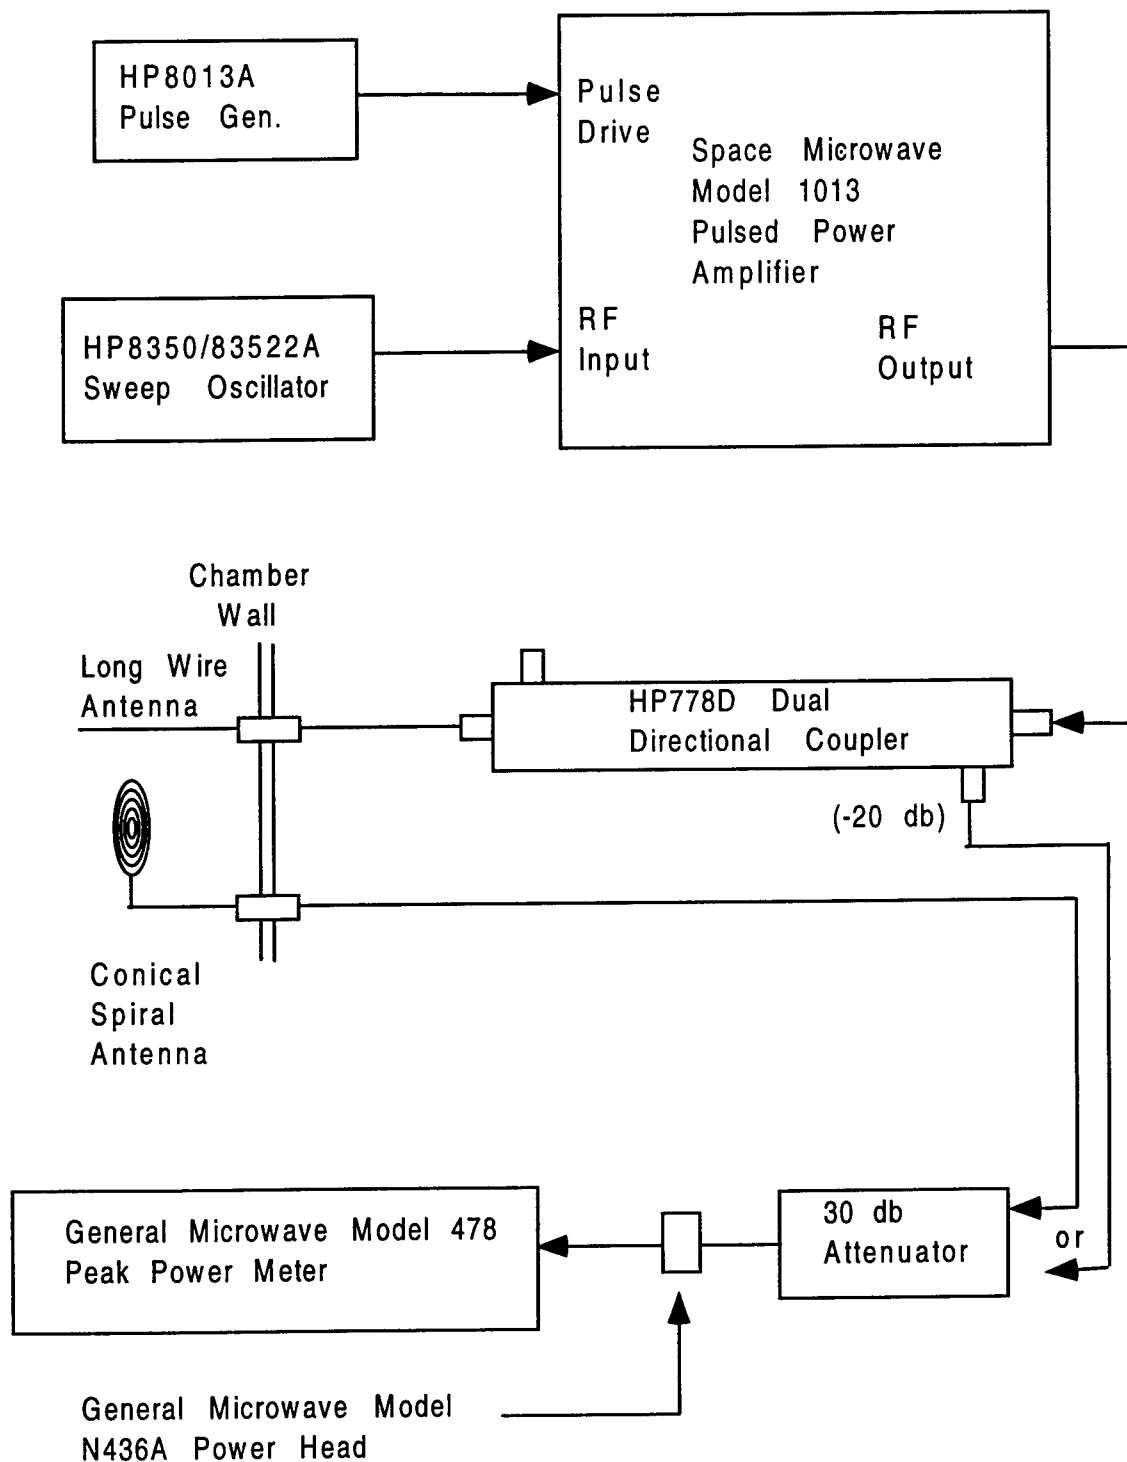 HP8013A
Pulse Gen.
Pulse
Drive
Space Microwave
Model 1013
Pulsed Power
Amplifier
HP8350/83522A
Sweep Oscillator
RF
Input
RF
Output
Chamber
Wall
Long Wire
Antenna
HP778D Dual
Directional Coupler
(-20 db)
Conical
Spiral
Antenna
General Microwave Model 478
Peak Power Meter
30 db
Attenuator
or
General Microwave Model
N436A Power Head